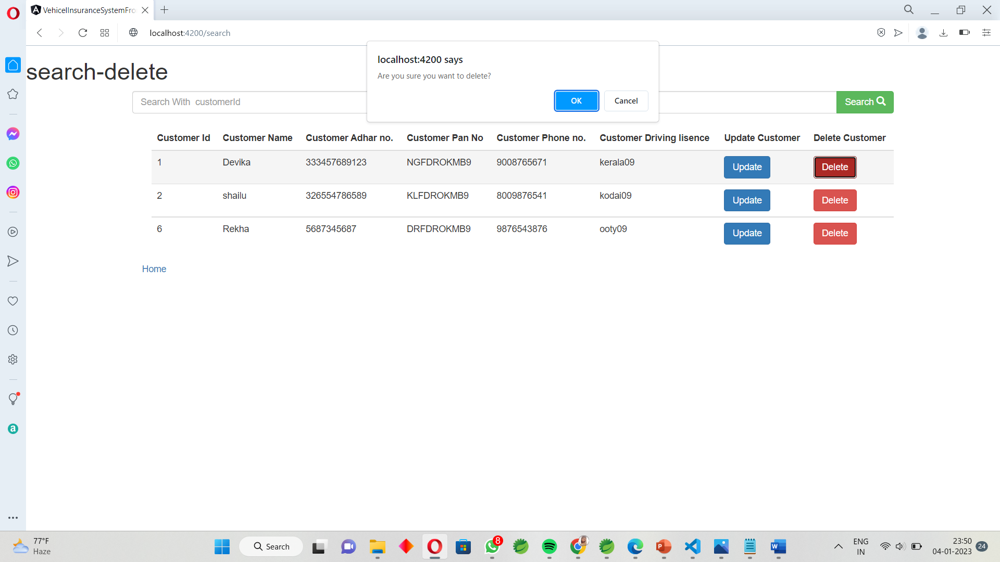 VehicelInsuranceSystemFro
localhost:4200/search
localhost:4200 says
Are you sure you want to delete?
OK
Cancel
search-delete
Search With customerId
Search
Customer Id Customer Name Customer Adhar no. Customer Pan No Customer Phone no. Customer Driving lisence Update Customer Delete Customer
1 Devika 333457689123 NGFDROKMB9 9008765671 kerala09 Update Delete
2 shailu 326554786589 KLFDROKMB9 8009876541 kodai09 Update Delete
6 Rekha 5687345687 DRFDROKMB9 9876543876 ooty09 Update Delete
Home
77°F
Haze
Search
8
ENG
IN
23:50
04-01-2023
24